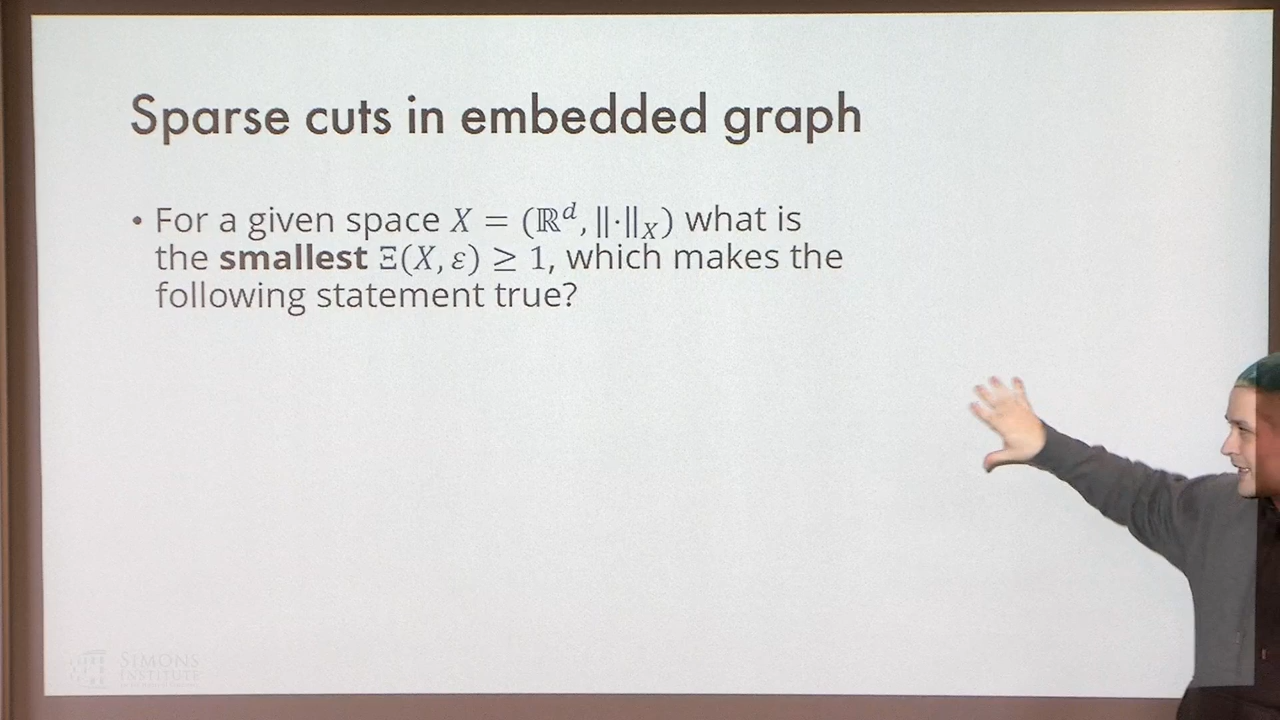 Sparse cuts in embedded graph
• For a given space X = (ℝᵈ, ‖·‖_X) what is
the smallest Ξ(X, ε) ≥ 1, which makes the
following statement true?
SIMONS
INSTITUTE